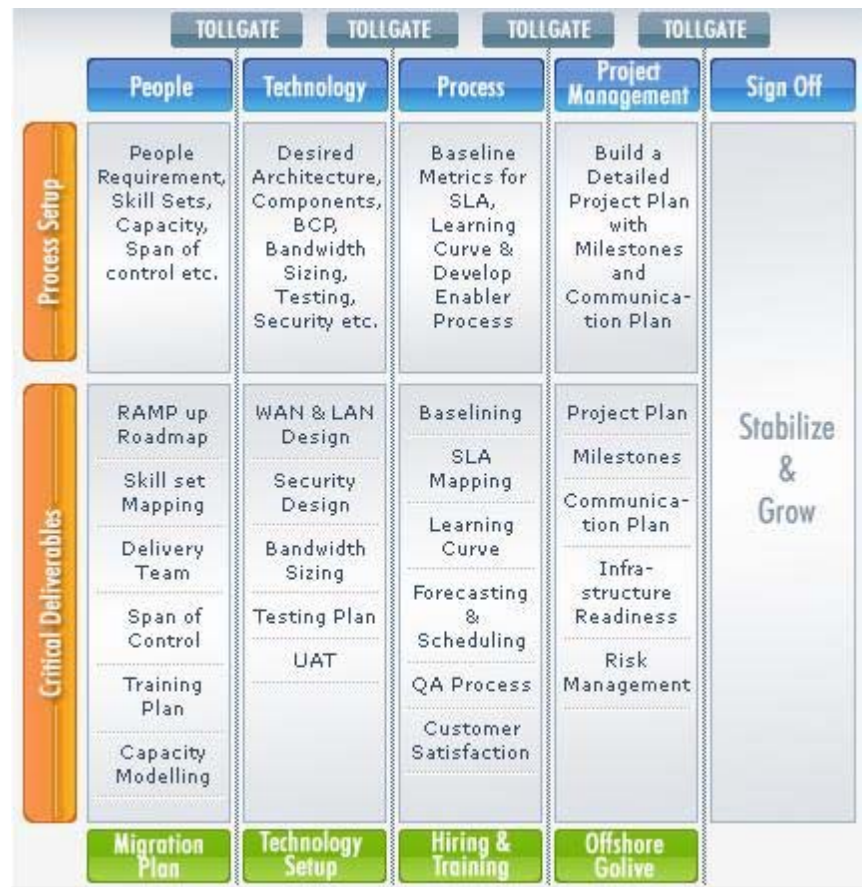 TOLLGATE
TOLLGATE
TOLLGATE
TOLLGATE
People
Technology
Process
Project
Management
Sign Off
Process Setup
People
Requirement,
Skill Sets,
Capacity,
Span of
control etc.
Desired
Architecture,
Components,
BCP,
Bandwidth
Sizing,
Testing,
Security etc.
Baseline
Metrics for
SLA,
Learning
Curve &
Develop
Enabler
Process
Build a
Detailed
Project Plan
with
Milestones
and
Communica-
tion Plan
Critical Deliverables
RAMP up
Roadmap
Skill set
Mapping
Delivery
Team
Span of
Control
Training
Plan
Capacity
Modelling
WAN & LAN
Design
Security
Design
Bandwidth
Sizing
Testing Plan
UAT
Baselining
SLA
Mapping
Learning
Curve
Forecasting
&
Scheduling
QA Process
Customer
Satisfaction
Project Plan
Milestones
Communica-
tion Plan
Infra-
structure
Readiness
Risk
Management
Stabilize
&
Grow
Migration
Plan
Technology
Setup
Hiring &
Training
Offshore
Golive